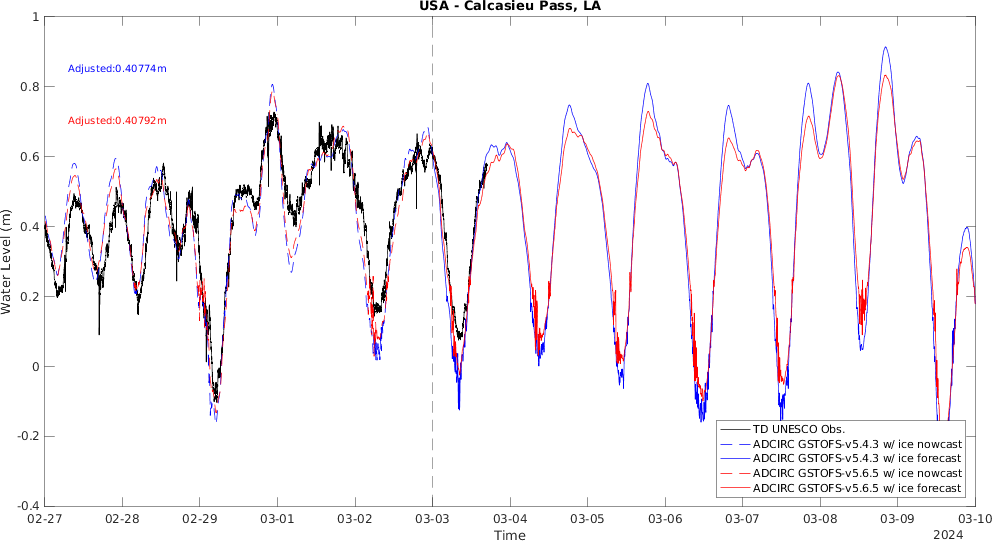 USA - Calcasieu Pass, LA
Adjusted:0.40774m
Adjusted:0.40792m
Water Level (m)
1
0.8
0.6
0.4
0.2
0
-0.2
-0.4
TD UNESCO Obs.
ADCIRC GSTOFS-v5.4.3 w/ ice nowcast
ADCIRC GSTOFS-v5.4.3 w/ ice forecast
ADCIRC GSTOFS-v5.6.5 w/ ice nowcast
ADCIRC GSTOFS-v5.6.5 w/ ice forecast
02-27 02-28 02-29 03-01 03-02 03-03 03-04 03-05 03-06 03-07 03-08 03-09 03-10
Time
2024